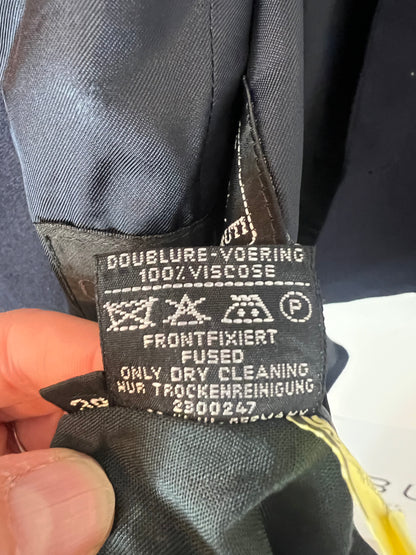 DOUBLURE-VOERING
100% VISCOSE
P
FRONTFIXIERT
FUSED
ONLY DRY CLEANING
NUR TROCKENREINIGUNG
2300247